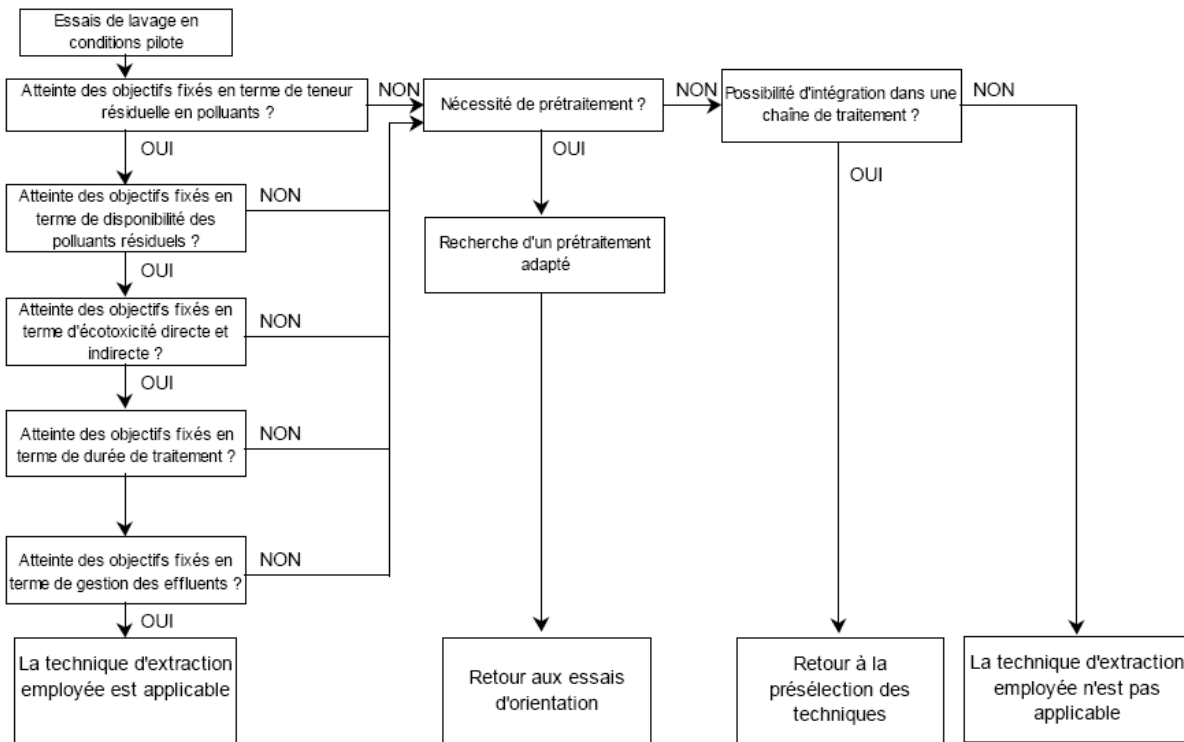 Essais de lavage en
conditions pilote
Atteinte des objectifs fixés en terme de teneur
résiduelle en polluants ?
NON
Nécessité de prétraitement ?
NON
Possibilité d'intégration dans une
chaîne de traitement ?
NON
OUI
OUI
OUI
Atteinte des objectifs fixés en
terme de disponibilité des
polluants résiduels ?
NON
Recherche d'un prétraitement
adapté
OUI
Atteinte des objectifs fixés en
terme d'écotoxicité directe et
indirecte ?
NON
OUI
Atteinte des objectifs fixés en
terme de durée de traitement ?
NON
Atteinte des objectifs fixés en
terme de gestion des effluents ?
NON
OUI
La technique d'extraction
employée est applicable
Retour aux essais
d'orientation
Retour à la
présélection des
techniques
La technique d'extraction
employée n'est pas
applicable